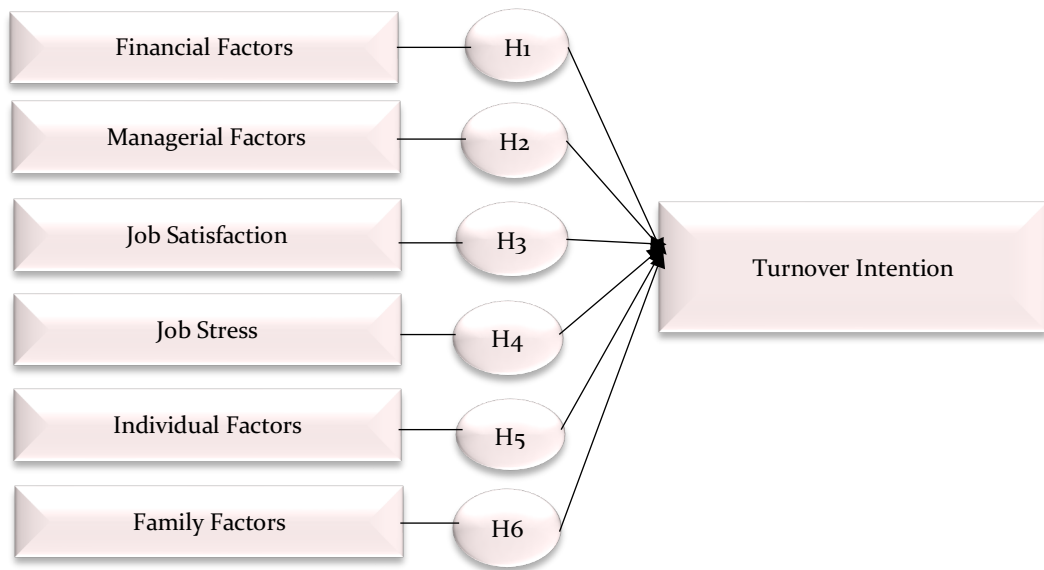 Financial Factors
H1
Managerial Factors
H2
Job Satisfaction
H3
Turnover Intention
Job Stress
H4
Individual Factors
H5
Family Factors
H6